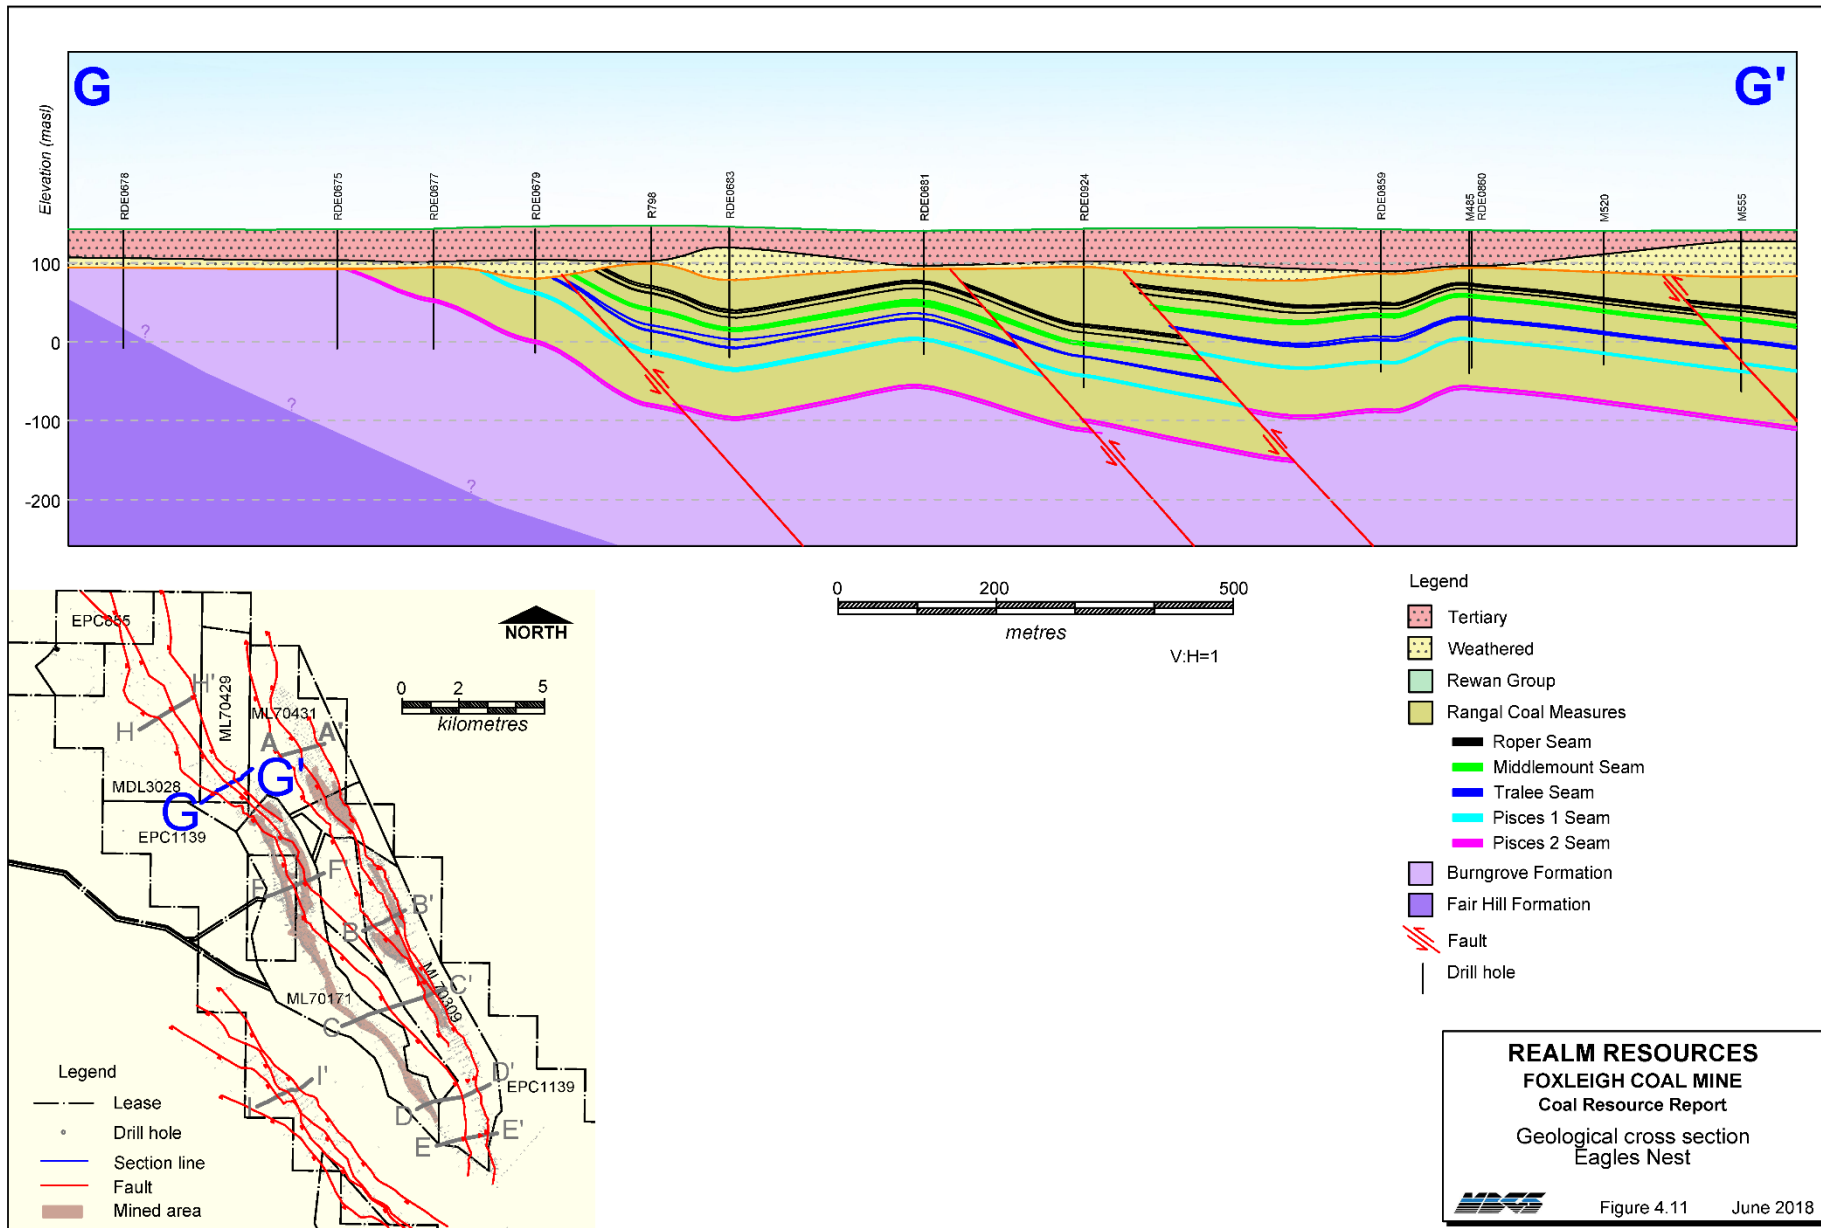 G
G'
Elevation (masl)
RDE0678
RDE0675
RDE0677
RDE0679
R798
RDE0683
RDE0681
RDE0924
RDE0859
M485
RDE0860
M520
M555
100
0
-100
-200
?
?
?
0
200
500
metres
V:H=1
Legend
Tertiary
Weathered
Rewan Group
Rangal Coal Measures
Roper Seam
Middlemount Seam
Tralee Seam
Pisces 1 Seam
Pisces 2 Seam
Burngrove Formation
Fair Hill Formation
Fault
Drill hole
NORTH
0 2 5
kilometres
EPC855
H'
H
ML70429
ML70431
A
A'
G'
G
MDL3028
EPC1139
F
F'
B'
B
C'
C
ML70309
ML70171
I'
I
D'
D
EPC1139
E'
E
Legend
Lease
Drill hole
Section line
Fault
Mined area
REALM RESOURCES
FOXLEIGH COAL MINE
Coal Resource Report
Geological cross section
Eagles Nest
Figure 4.11 June 2018